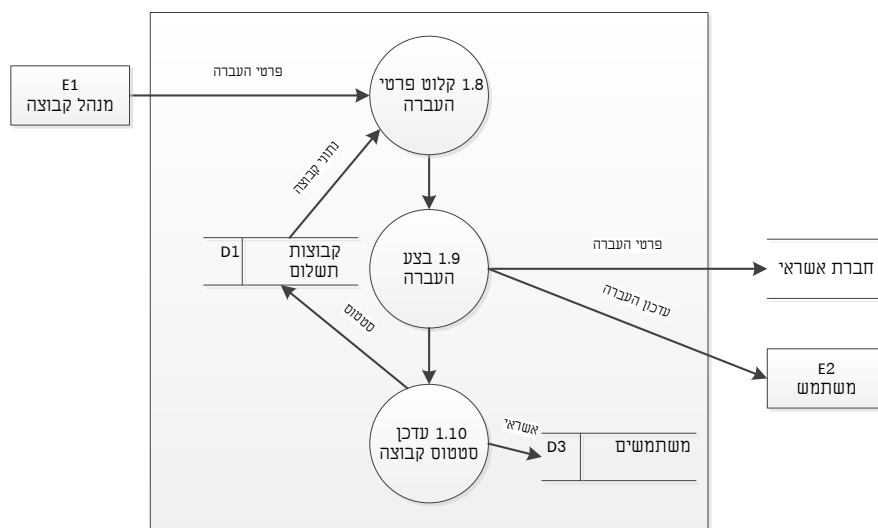 E1
מנהל קבוצה
פרטי העברה
1.8 קלוט פרטי
העברה
נתוני קבוצה
D1
קבוצות
תשלום
1.9 בצע
העברה
פרטי העברה
חברת אשראי
עדכון העברה
E2
משתמש
סטטוס
1.10 עדכן
סטטוס קבוצה
אשראי
D3
משתמשים